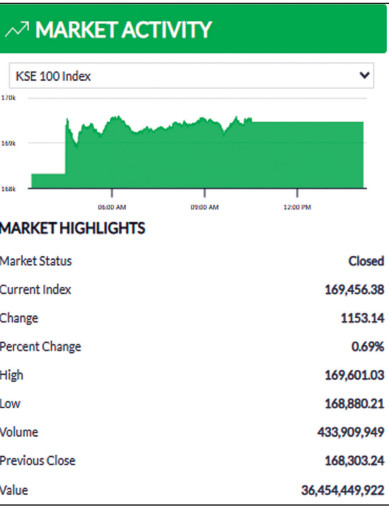 MARKET ACTIVITY
KSE 100 Index
170k
169k
168k
06:00 AM 09:00 AM 12:00 PM
MARKET HIGHLIGHTS
Market Status Closed
Current Index 169,456.38
Change 1153.14
Percent Change 0.69%
High 169,601.03
Low 168,880.21
Volume 433,909,949
Previous Close 168,303.24
Value 36,454,449,922